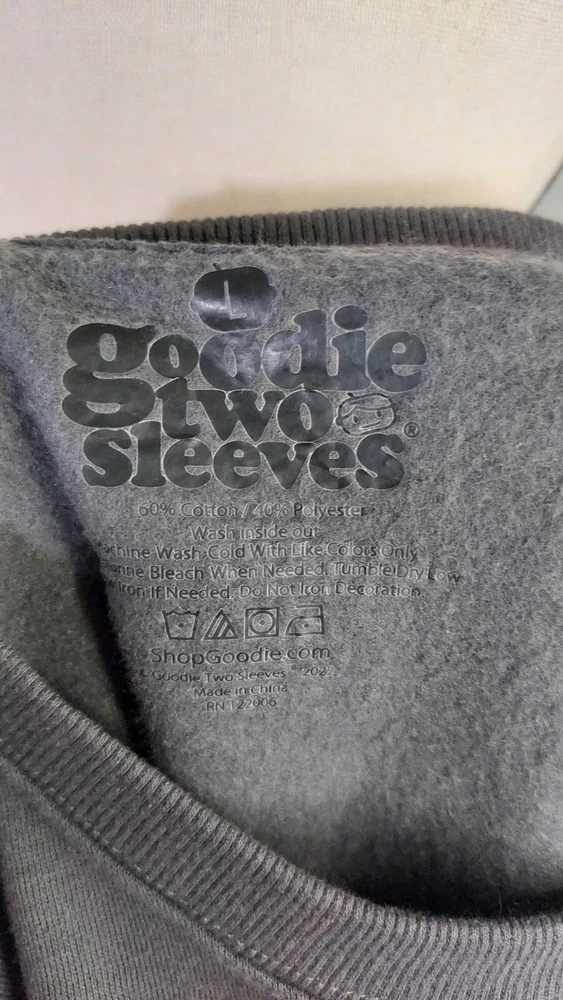 L
goodie
two
sleeves®
60% Cotton / 40% Polyester
Wash Inside out
Machine Wash Cold With Like Colors Only
Bleach When Needed, Tumble Dry Low
Iron If Needed, Do Not Iron Decoration.
ShopGoodie.com
Goodie Two Sleeves
Made in China
RN 122006